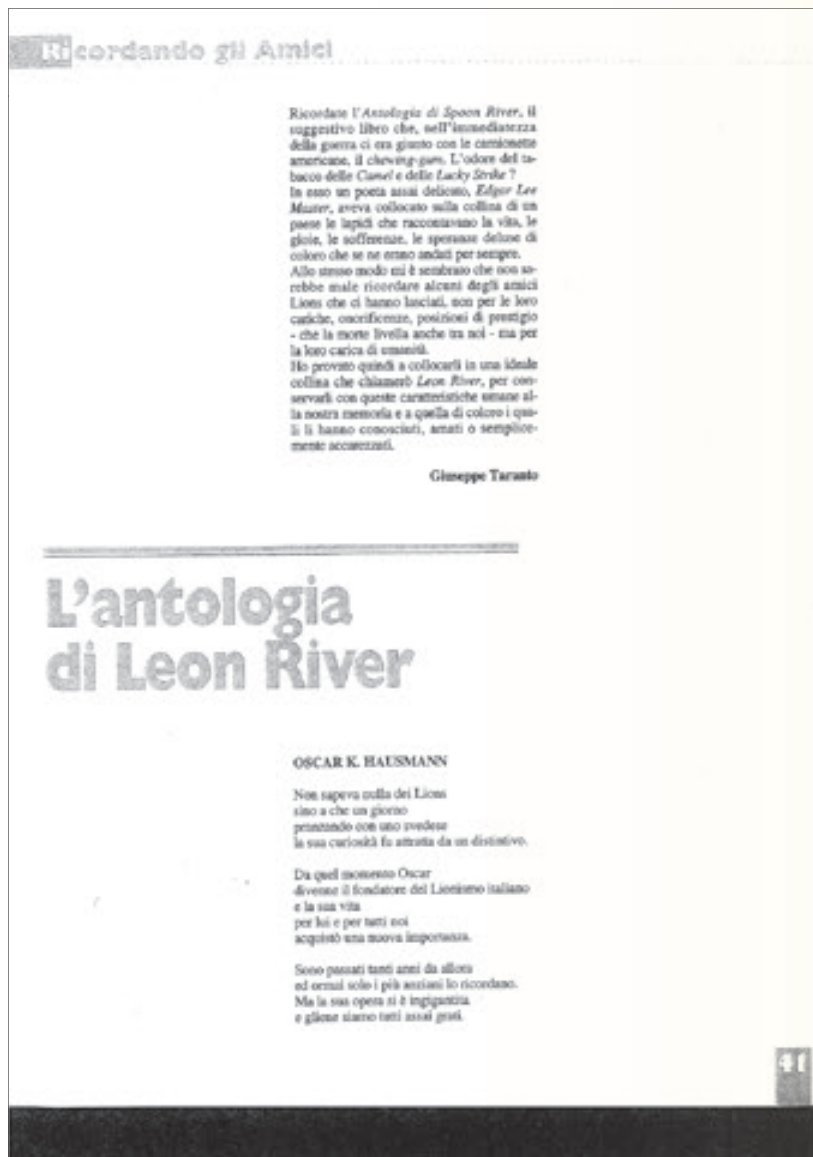 Ricordando gli Amici
Ricordate l'Antologia di Spoon River, il
suggestivo libro che, nell'immediatezza
della guerra ci era giunto con le camionette
americane, il chewing-gum. L'odore del ta-
bacco delle Camel e delle Lucky Strike ?
In esso un poeta assai delicato, Edgar Lee
Master, aveva collocato sulla collina di un
paese le lapidi che raccontavano la vita, le
gioie, le sofferenze, le speranze deluse di
coloro che se ne erano andati per sempre.
Allo stesso modo mi è sembrato che non sa-
rebbe male ricordare alcuni degli amici
Lions che ci hanno lasciati, non per le loro
cariche, onorificenze, posizioni di prestigio
- che la morte livella anche tra noi - ma per
la loro carica di umanità.
Ho provato quindi a collocarli in una ideale
collina che chiamerò Leon River, per con-
servarli con queste caratteristiche umane al-
la nostra memoria e a quella di coloro i qua-
li li hanno conosciuti, amati o semplice-
mente accarezzati.
Giuseppe Taranto
L'antologia
di Leon River
OSCAR K. HAUSMANN
Non sapeva nulla dei Lions
sino a che un giorno
pranzando con uno svedese
la sua curiosità fu attratta da un distintivo.
Da quel momento Oscar
divenne il fondatore del Lionismo italiano
e la sua vita
per lui e per tutti noi
acquistò una nuova importanza.
Sono passati tanti anni da allora
ed ormai solo i più anziani lo ricordano.
Ma la sua opera si è ingigantita
e gliene siamo tutti assai grati.
41